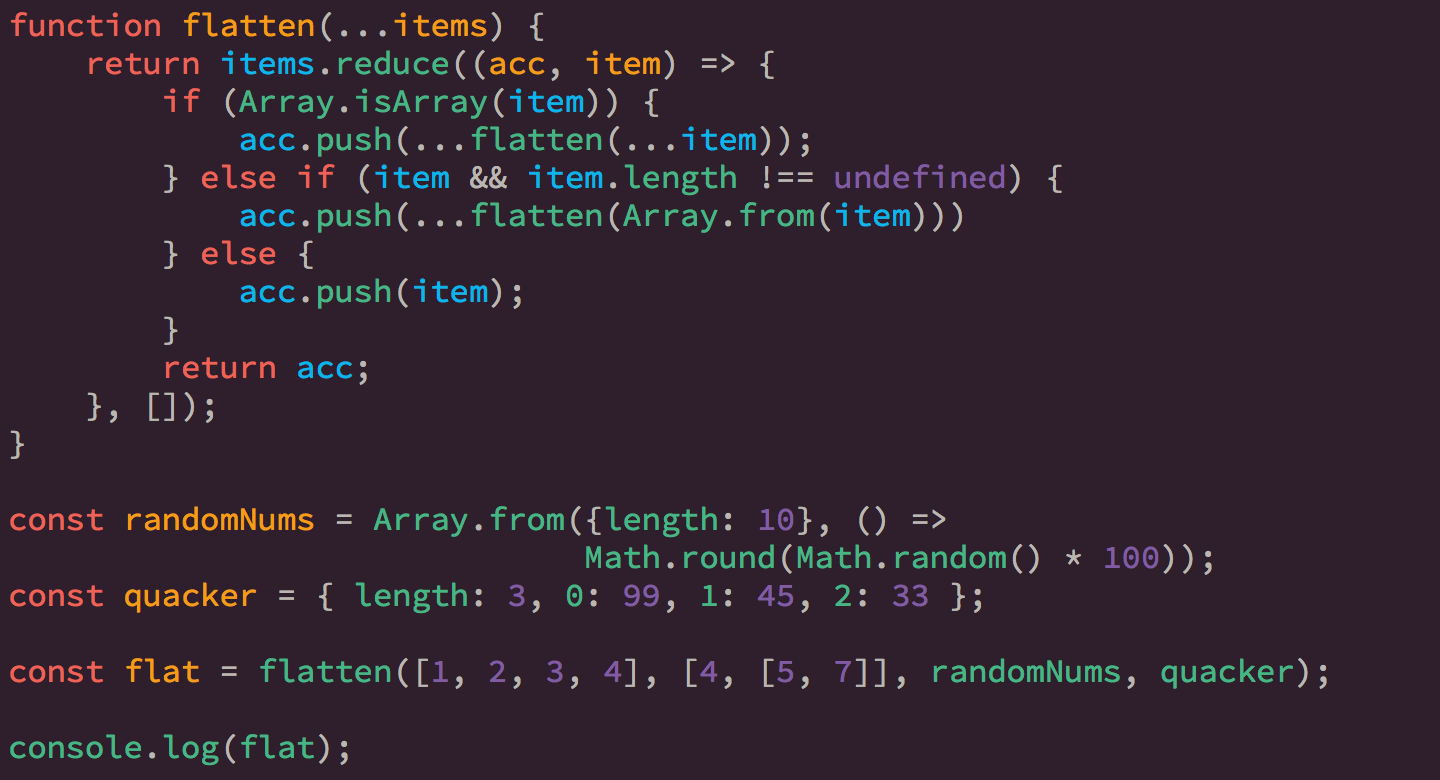 function flatten(...items) {
    return items.reduce((acc, item) => {
        if (Array.isArray(item)) {
            acc.push(...flatten(...item));
        } else if (item && item.length !== undefined) {
            acc.push(...flatten(Array.from(item)))
        } else {
            acc.push(item);
        }
        return acc;
    }, []);
}

const randomNums = Array.from({length: 10}, () =>
                              Math.round(Math.random() * 100));
const quacker = { length: 3, 0: 99, 1: 45, 2: 33 };

const flat = flatten([1, 2, 3, 4], [4, [5, 7]], randomNums, quacker);

console.log(flat);